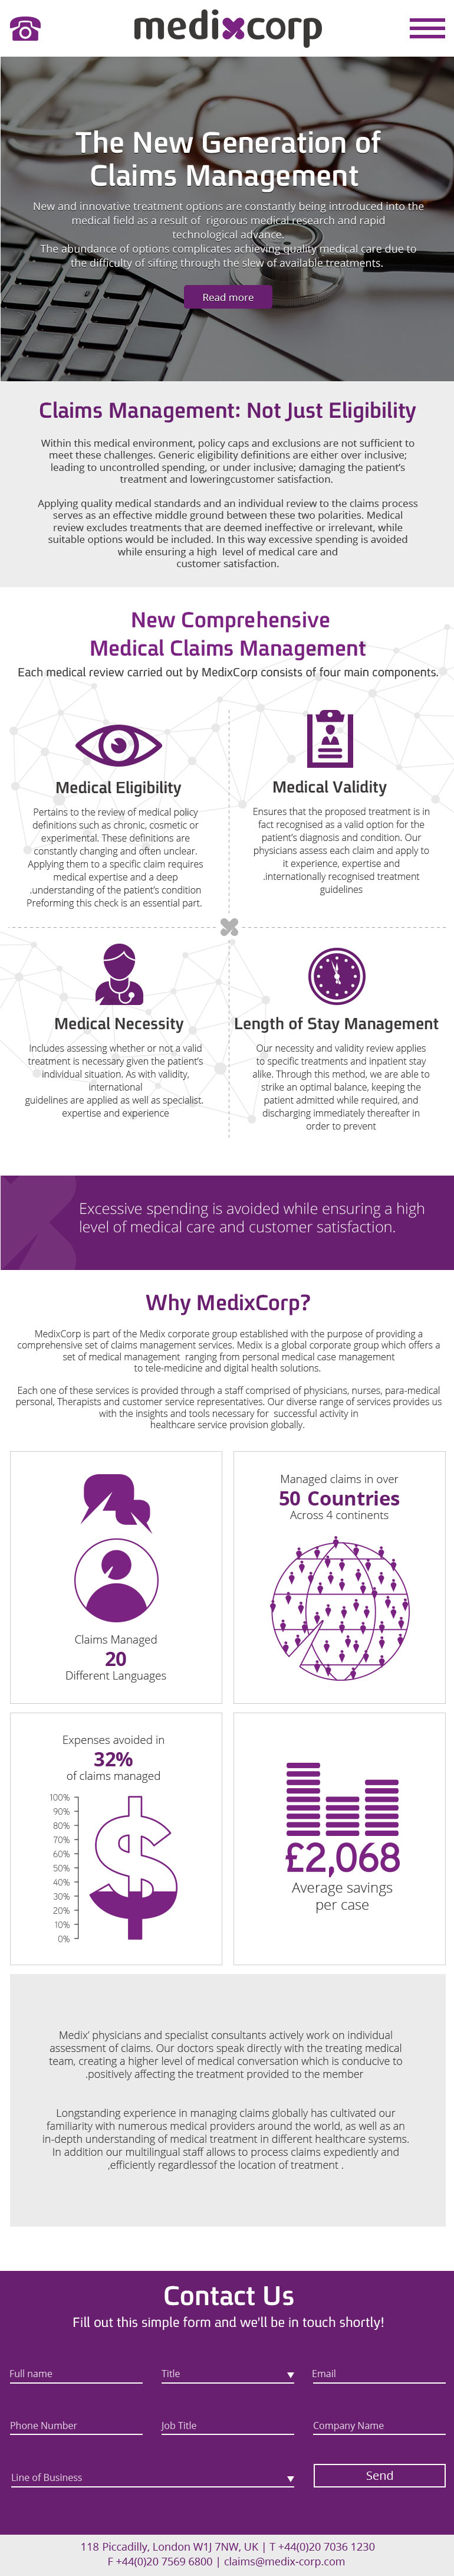 medixcorp
The New Generation of
Claims Management
New and innovative treatment options are constantly being introduced into the
medical field as a result of rigorous medical research and rapid
technological advance.
The abundance of options complicates achieving quality medical care due to
the difficulty of sifting through the slew of available treatments.
Read more
Claims Management: Not Just Eligibility
Within this medical environment, policy caps and exclusions are not sufficient to
meet these challenges. Generic eligibility definitions are either over inclusive;
leading to uncontrolled spending, or under inclusive; damaging the patient's
treatment and loweringcustomer satisfaction.
Applying quality medical standards and an individual review to the claims process
serves as an effective middle ground between these two polarities. Medical
review excludes treatments that are deemed ineffective or irrelevant, while
suitable options would be included. In this way excessive spending is avoided
while ensuring a high level of medical care and
customer satisfaction.
New Comprehensive
Medical Claims Management
Each medical review carried out by MedixCorp consists of four main components.
Medical Eligibility
Pertains to the review of medical policy
definitions such as chronic, cosmetic or
experimental. These definitions are
constantly changing and often unclear.
Applying them to a specific claim requires
medical expertise and a deep
.understanding of the patient's condition
Preforming this check is an essential part.
Medical Validity
Ensures that the proposed treatment is in
fact recognised as a valid option for the
patient's diagnosis and condition. Our
physicians assess each claim and apply to
it experience, expertise and
.internationally recognised treatment
guidelines
Medical Necessity
Includes assessing whether or not a valid
treatment is necessary given the patient's
individual situation. As with validity,
international
guidelines are applied as well as specialist.
expertise and experience
Length of Stay Management
Our necessity and validity review applies
to specific treatments and inpatient stay
alike. Through this method, we are able to
strike an optimal balance, keeping the
patient admitted while required, and
discharging immediately thereafter in
order to prevent
Excessive spending is avoided while ensuring a high
level of medical care and customer satisfaction.
Why MedixCorp?
MedixCorp is part of the Medix corporate group established with the purpose of providing a
comprehensive set of claims management services. Medix is a global corporate group which offers a
set of medical management ranging from personal medical case management
to tele-medicine and digital health solutions.
Each one of these services is provided through a staff comprised of physicians, nurses, para-medical
personal, Therapists and customer service representatives. Our diverse range of services provides us
with the insights and tools necessary for successful activity in
healthcare service provision globally.
Claims Managed
20
Different Languages
Managed claims in over
50 Countries
Across 4 continents
Expenses avoided in
32%
of claims managed
100%
90%
80%
70%
60%
50%
40%
30%
20%
10%
0%
£2,068
Average savings
per case
Medix' physicians and specialist consultants actively work on individual
assessment of claims. Our doctors speak directly with the treating medical
team, creating a higher level of medical conversation which is conducive to
.positively affecting the treatment provided to the member
Longstanding experience in managing claims globally has cultivated our
familiarity with numerous medical providers around the world, as well as an
in-depth understanding of medical treatment in different healthcare systems.
In addition our multilingual staff allows to process claims expediently and
,efficiently regardlessof the location of treatment .
Contact Us
Fill out this simple form and we'll be in touch shortly!
Full name
Title
Email
Phone Number
Job Title
Company Name
Line of Business
Send
118 Piccadilly, London W1J 7NW, UK | T +44(0)20 7036 1230
F +44(0)20 7569 6800 | claims@medix-corp.com